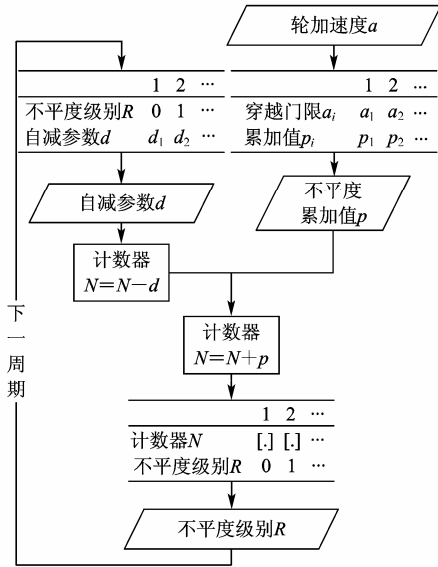 轮加速度a
1 2 …
不平度级别R 0 1 …
自减参数d d₁ d₂ …
1 2 …
穿越门限aᵢ a₁ a₂ …
累加值pᵢ p₁ p₂ …
自减参数d
不平度
累加值p
计数器
N=N−d
计数器
N=N+p
下一周期
1 2 …
计数器N [.] [.] …
不平度级别R 0 1 …
不平度级别R